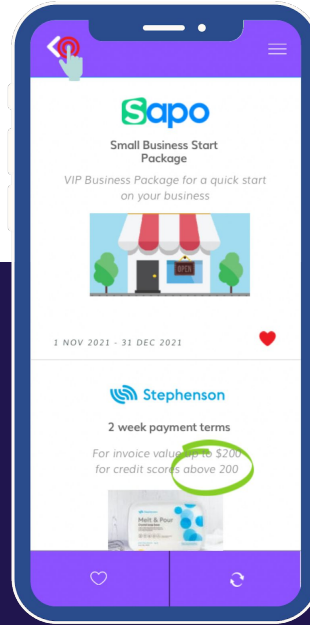 Sapo
Small Business Start
Package
VIP Business Package for a quick start
on your business
OPEN
1 NOV 2021 - 31 DEC 2021
Stephenson
2 week payment terms
For invoice value up to $200
for credit scores above 200
Melt & Pour